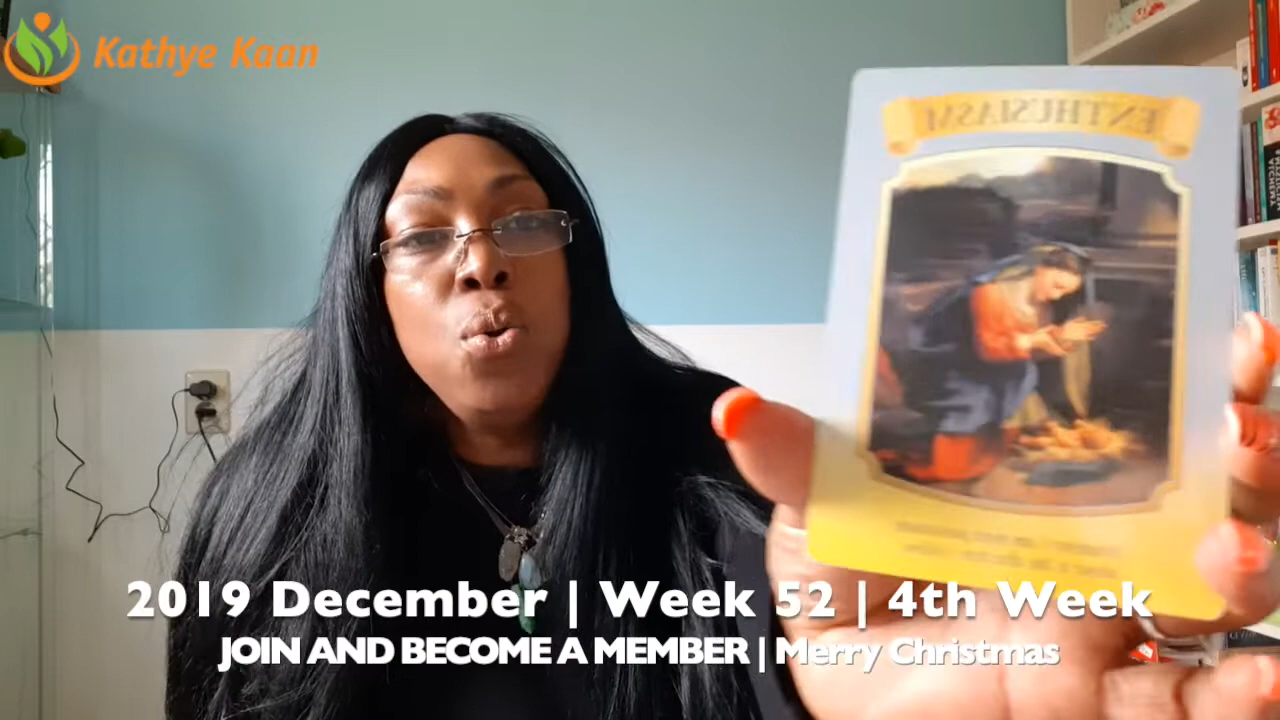 Kathye Kaan
ENTHUSIASM
2019 December | Week 52 | 4th Week
JOIN AND BECOME A MEMBER | Merry Christmas